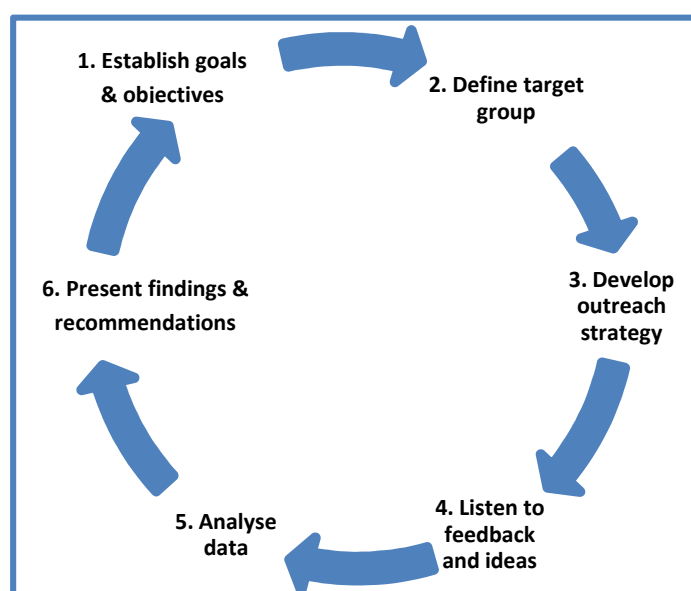 1. Establish goals
& objectives
2. Define target
group
3. Develop
outreach
strategy
4. Listen to
feedback
and ideas
5. Analyse
data
6. Present findings &
recommendations